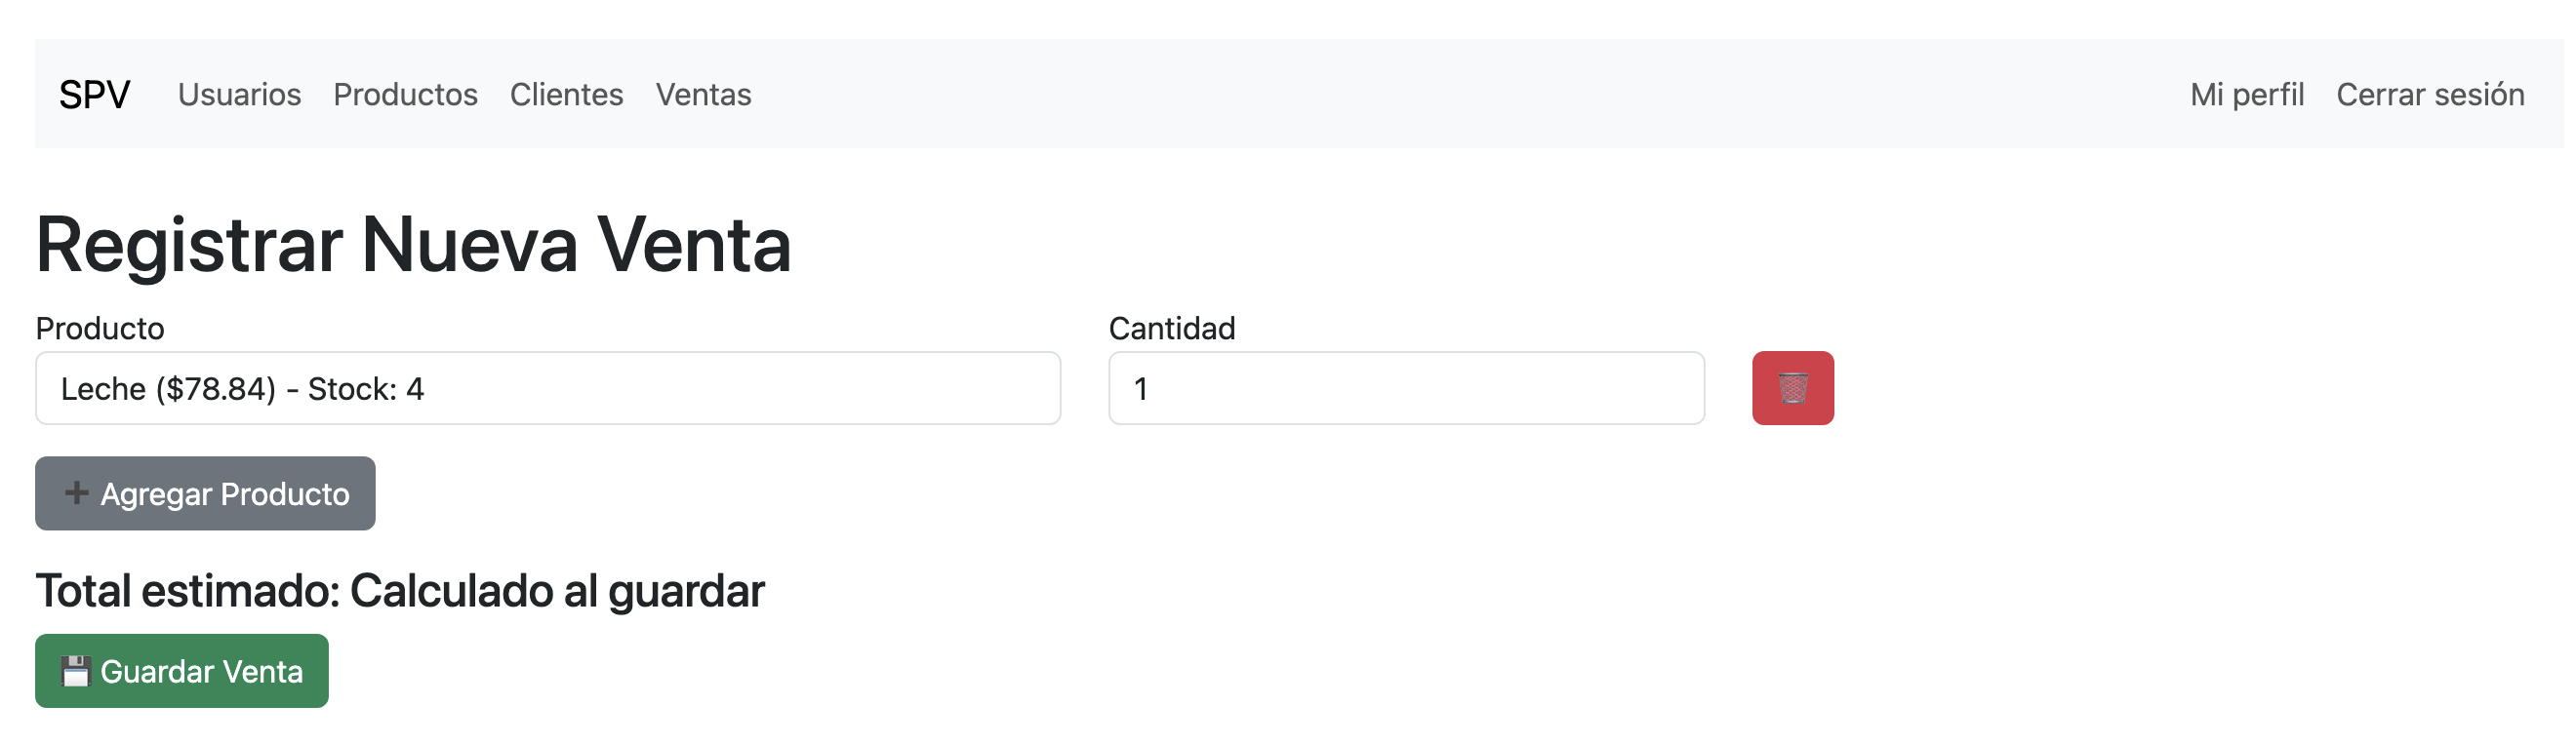 SPV Usuarios Productos Clientes Ventas Mi perfil Cerrar sesión
Registrar Nueva Venta
Producto Cantidad
Leche ($78.84) - Stock: 4 1
➕ Agregar Producto
Total estimado: Calculado al guardar
💾 Guardar Venta